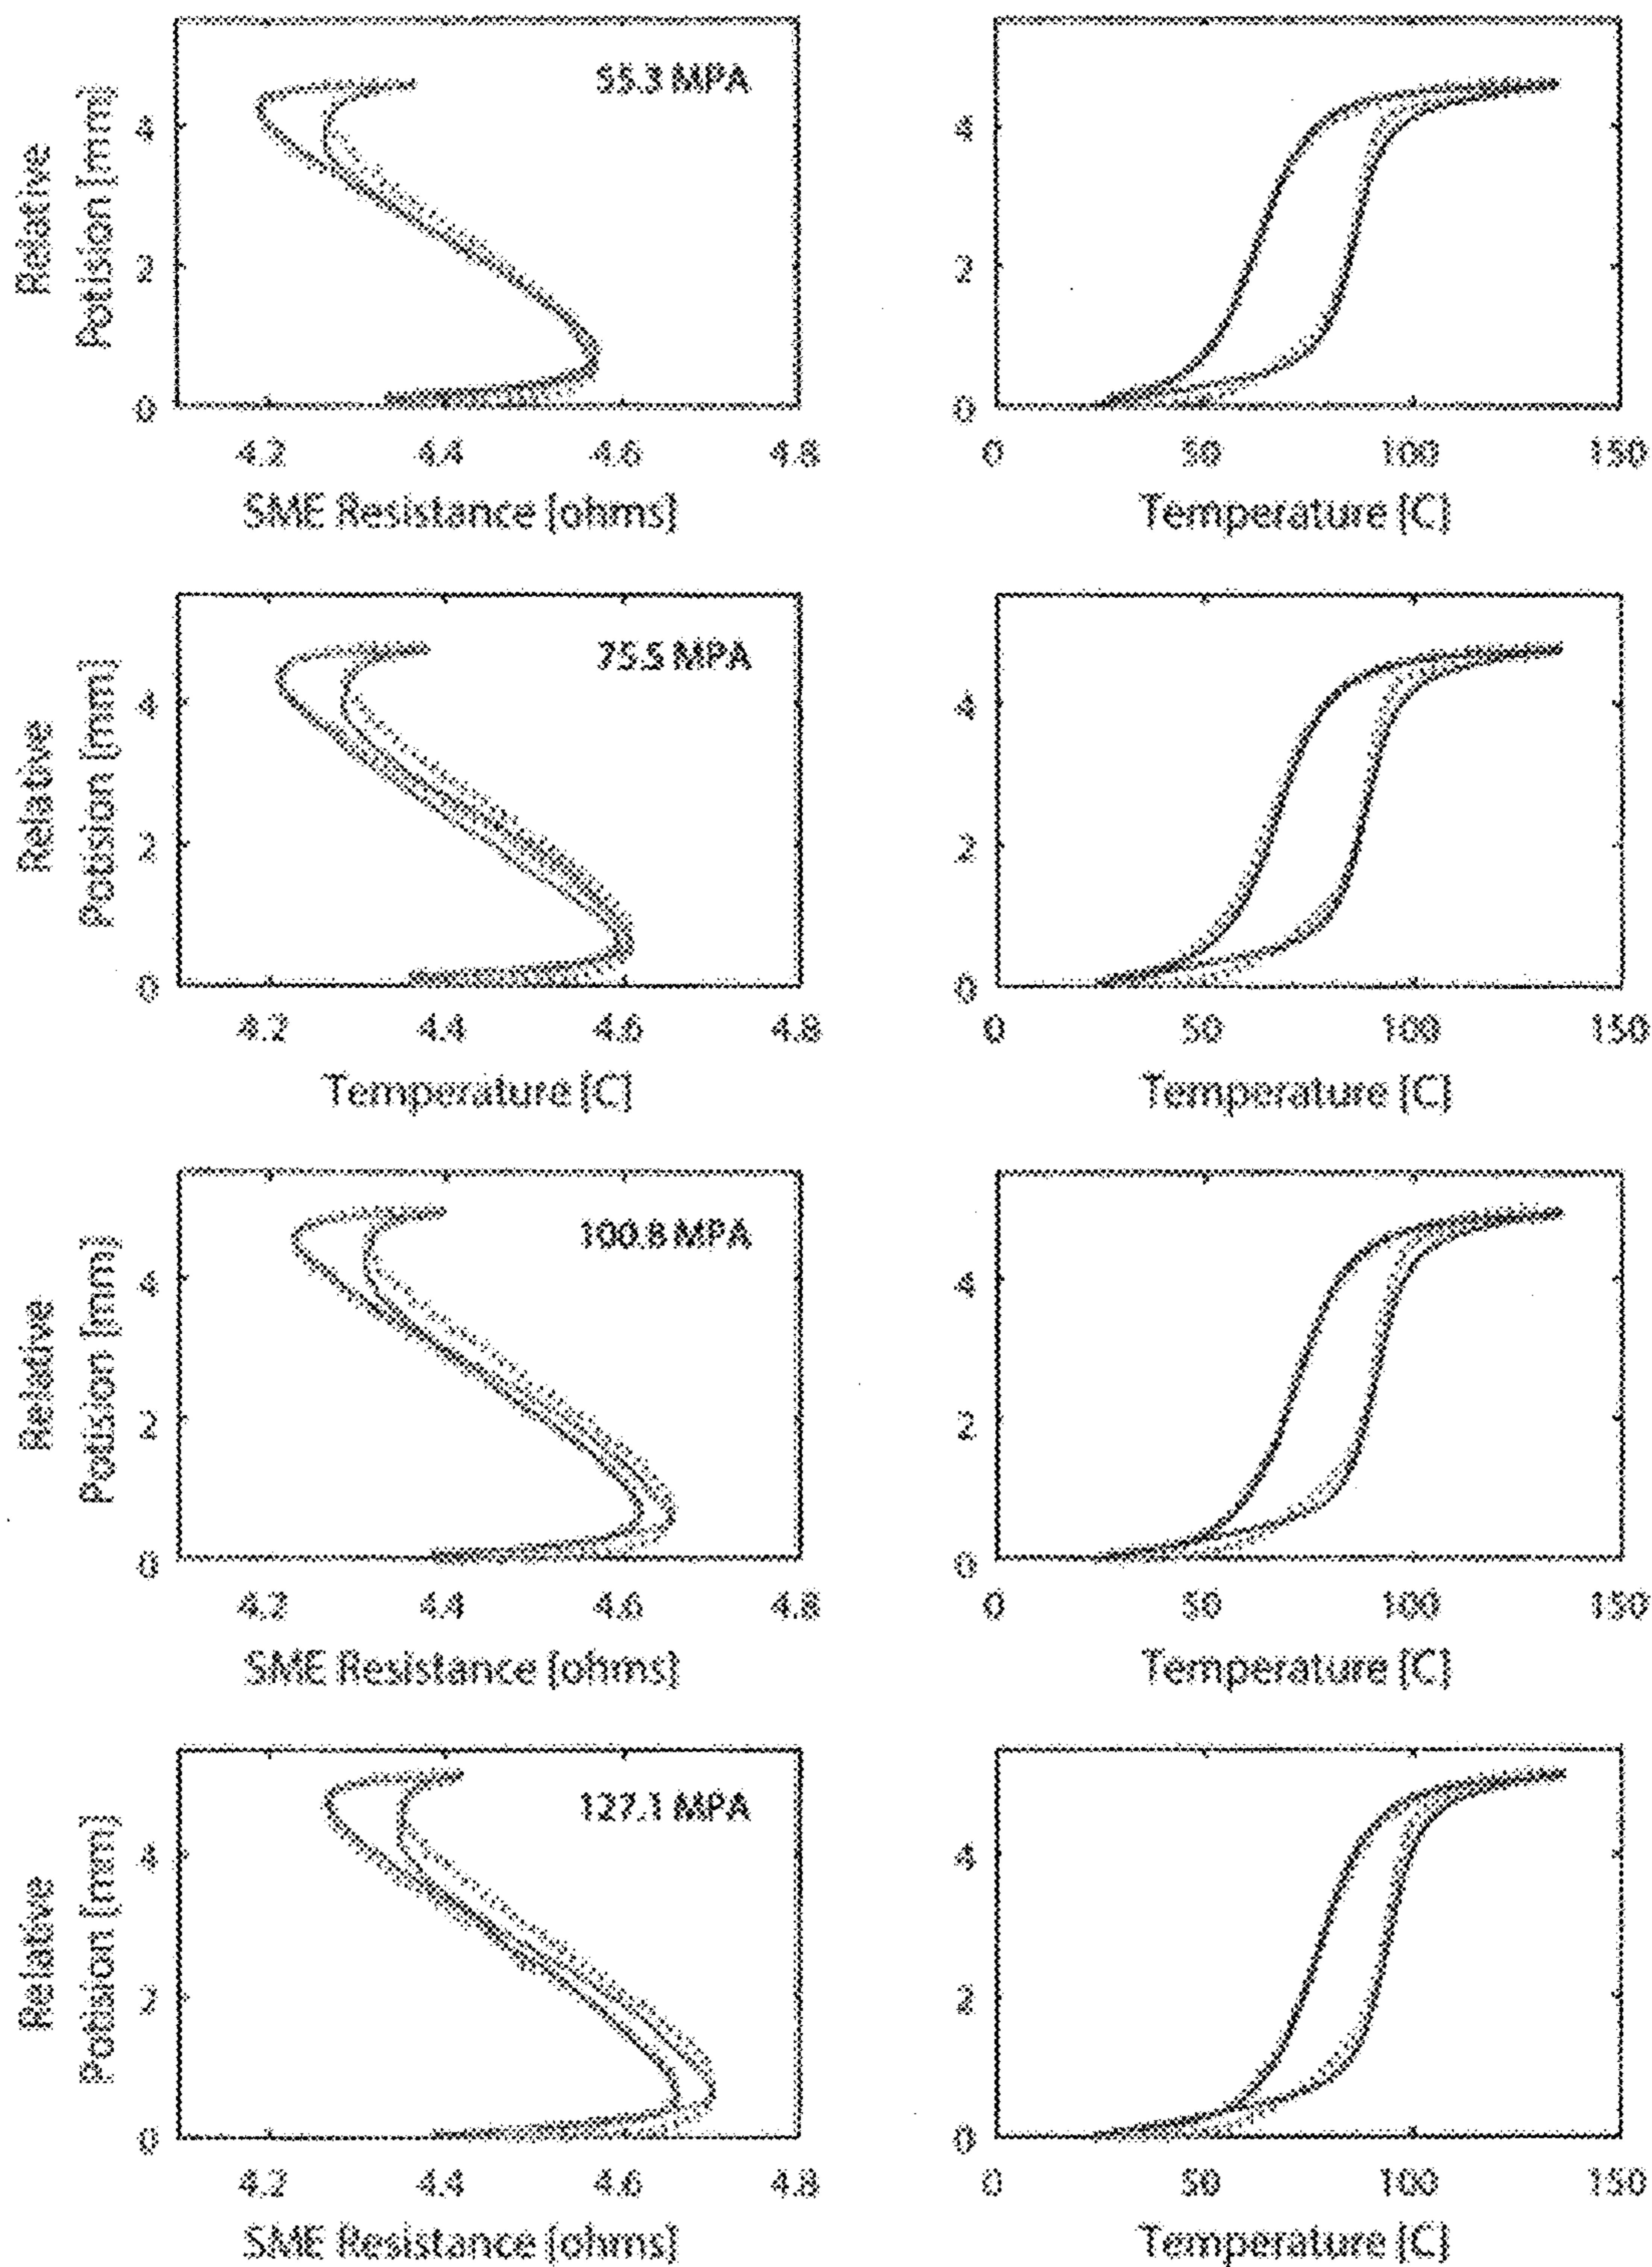 55.3 MPA
Relative
Potision [mm]
4
2
0
4.2 4.4 4.6 4.8
SME Resistance [ohms]
4
2
0
0 50 100 150
Temperature [C]
75.5 MPA
Relative
Potision [mm]
4
2
0
4.2 4.4 4.6 4.8
Temperature [C]
4
2
0
0 50 100 150
Temperature [C]
100.8 MPA
Relative
Potision [mm]
4
2
0
4.2 4.4 4.6 4.8
SME Resistance [ohms]
4
2
0
0 50 100 150
Temperature [C]
127.1 MPA
Relative
Potision [mm]
4
2
0
4.2 4.4 4.6 4.8
SME Resistance [ohms]
4
2
0
0 50 100 150
Temperature [C]